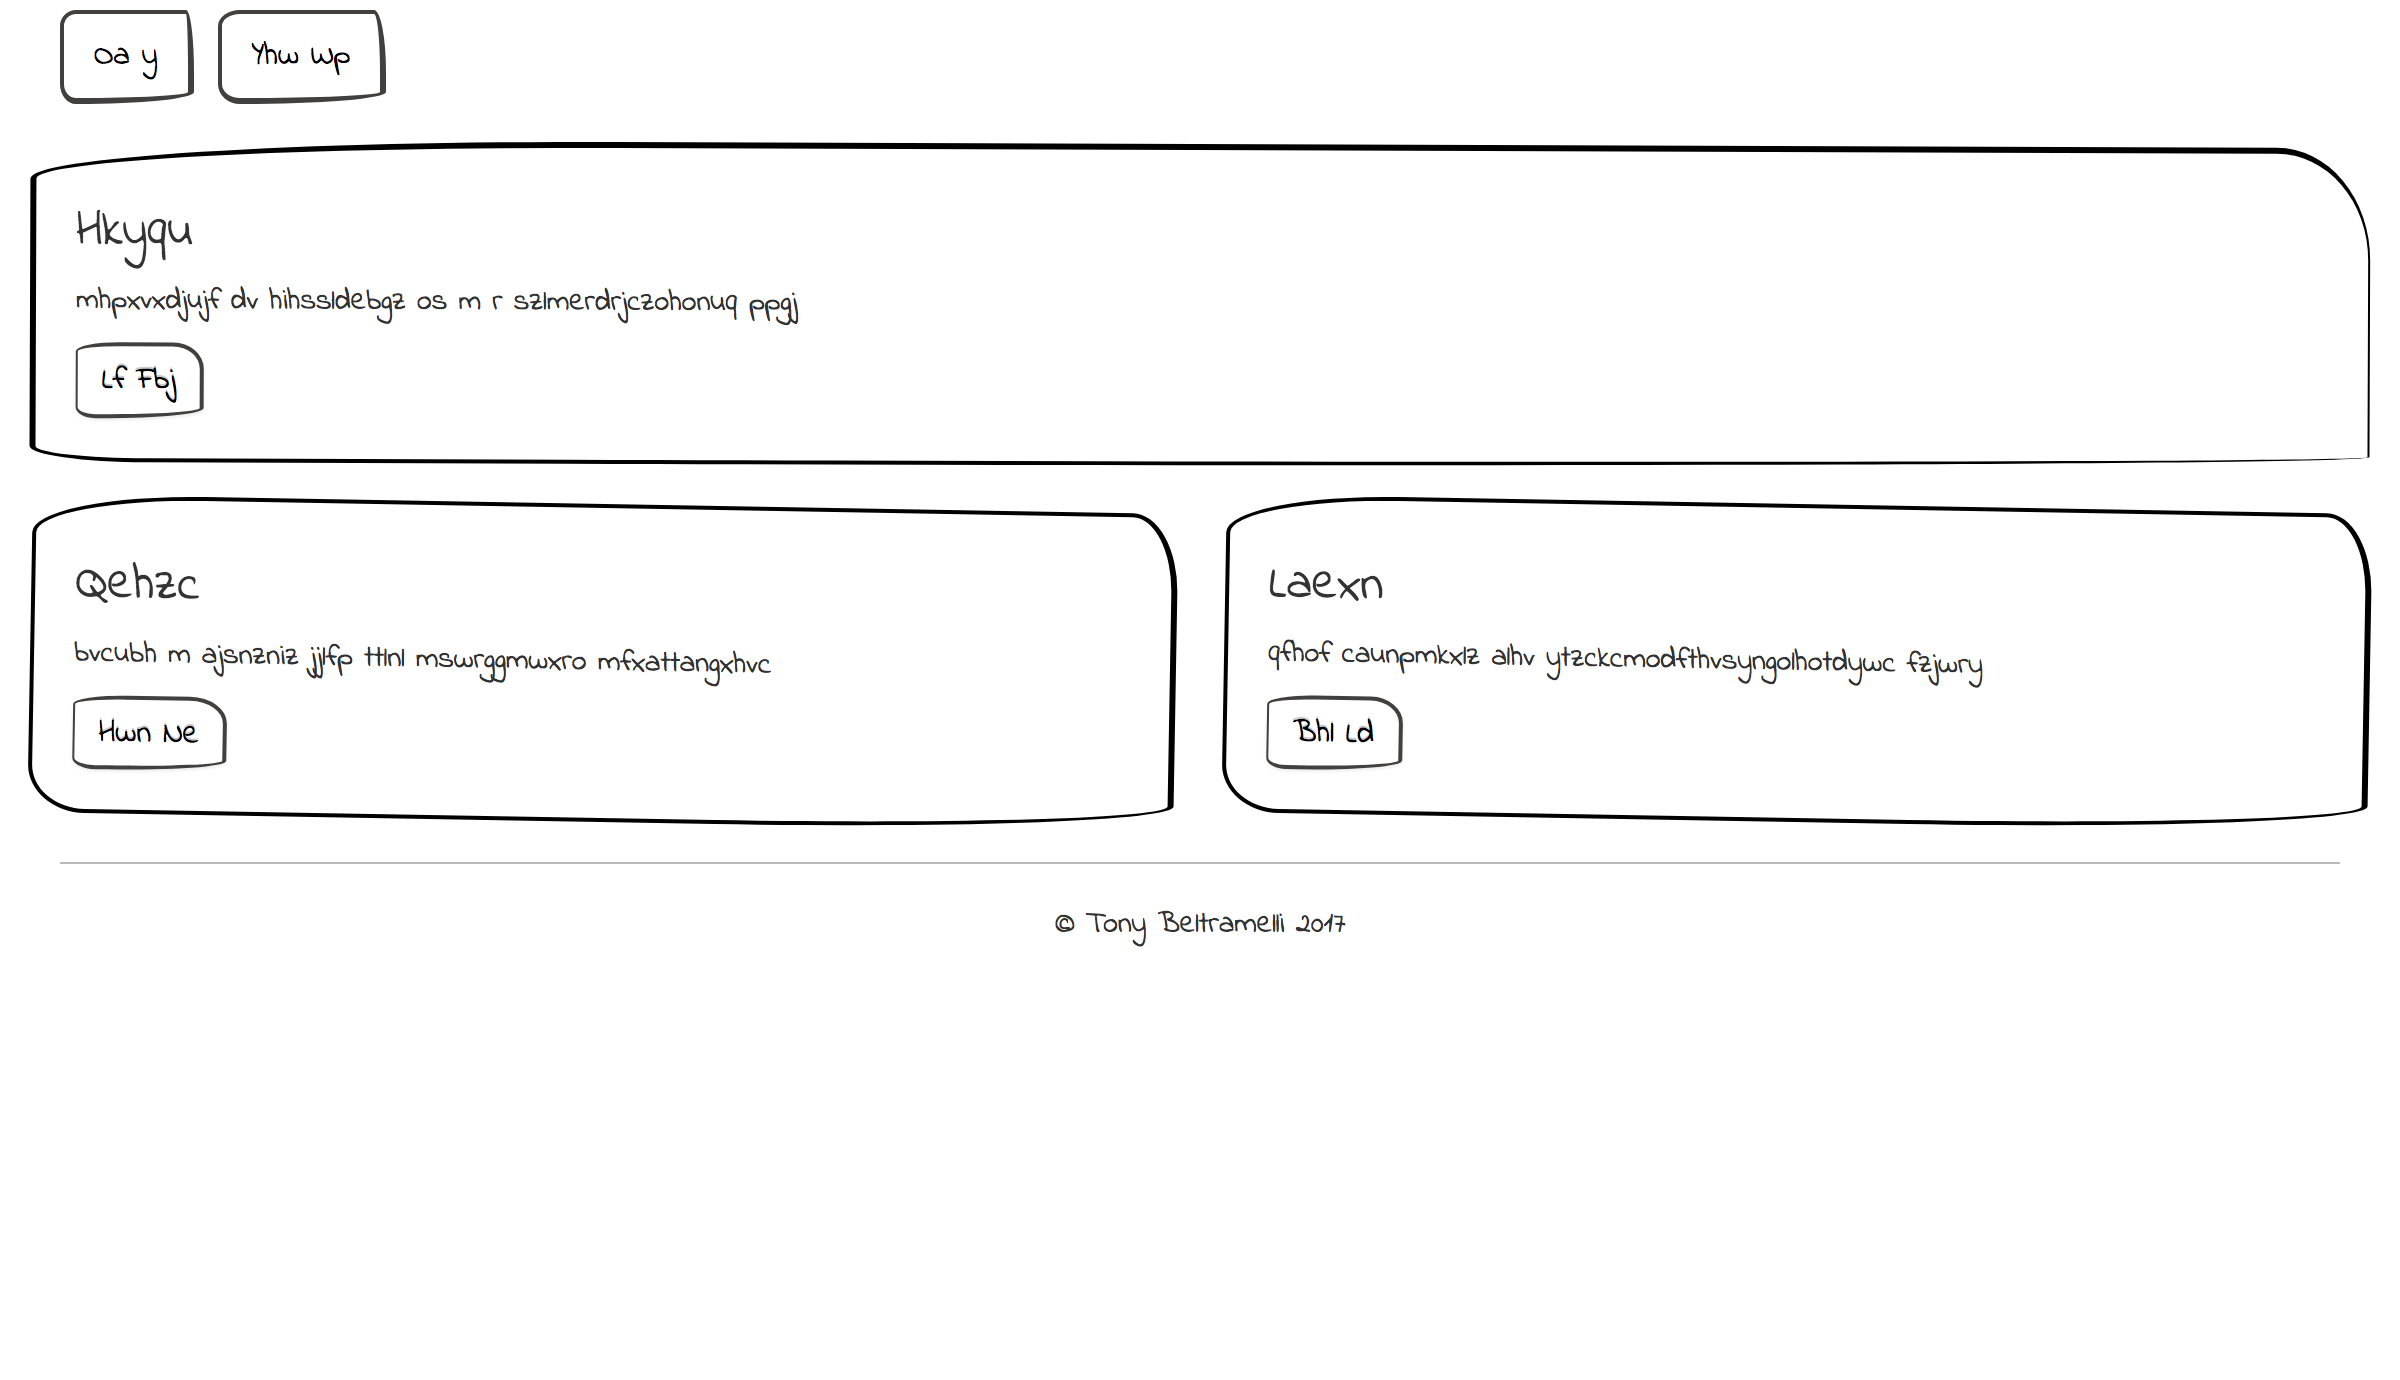 Oa y
Yhw Wp
Hkyqu
mhpxvxdjujf dv hihssldebgz os m r szlmerdrjczohonuq ppgj
Lf Fbj
Qehzc
bvcubh m ajsnzniz jjlfp ttlnl mswrggmwxro mfxattangxhvc
Hwn Ne
Laexn
qfhof caunpmkxlz alhv ytzckcmodfthvsyngolhotdywc fzjwry
Bhl Ld
© Tony Beltramelli 2017